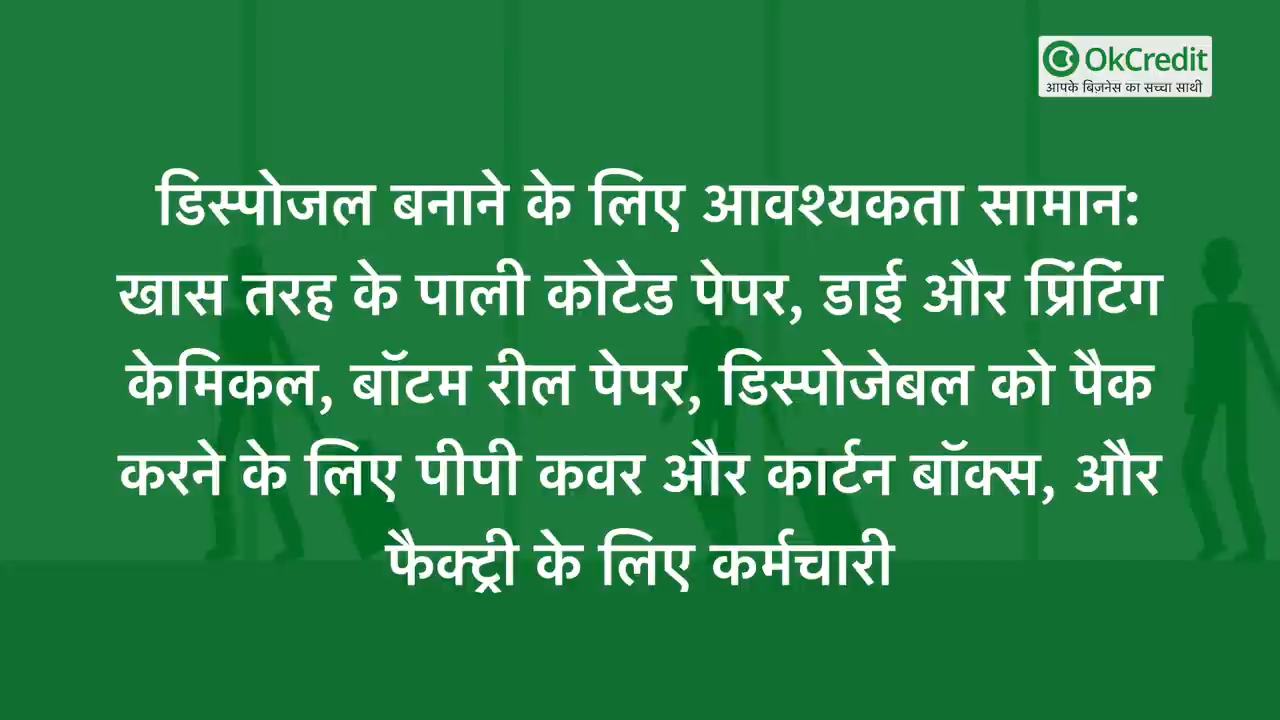 OkCredit
आपके बिज़नेस का सच्चा साथी
डिस्पोजल बनाने के लिए आवश्यकता सामान:
खास तरह के पाली कोटेड पेपर, डाई और प्रिंटिंग
केमिकल, बॉटम रील पेपर, डिस्पोजेबल को पैक
करने के लिए पीपी कवर और कार्टन बॉक्स, और
फैक्ट्री के लिए कर्मचारी